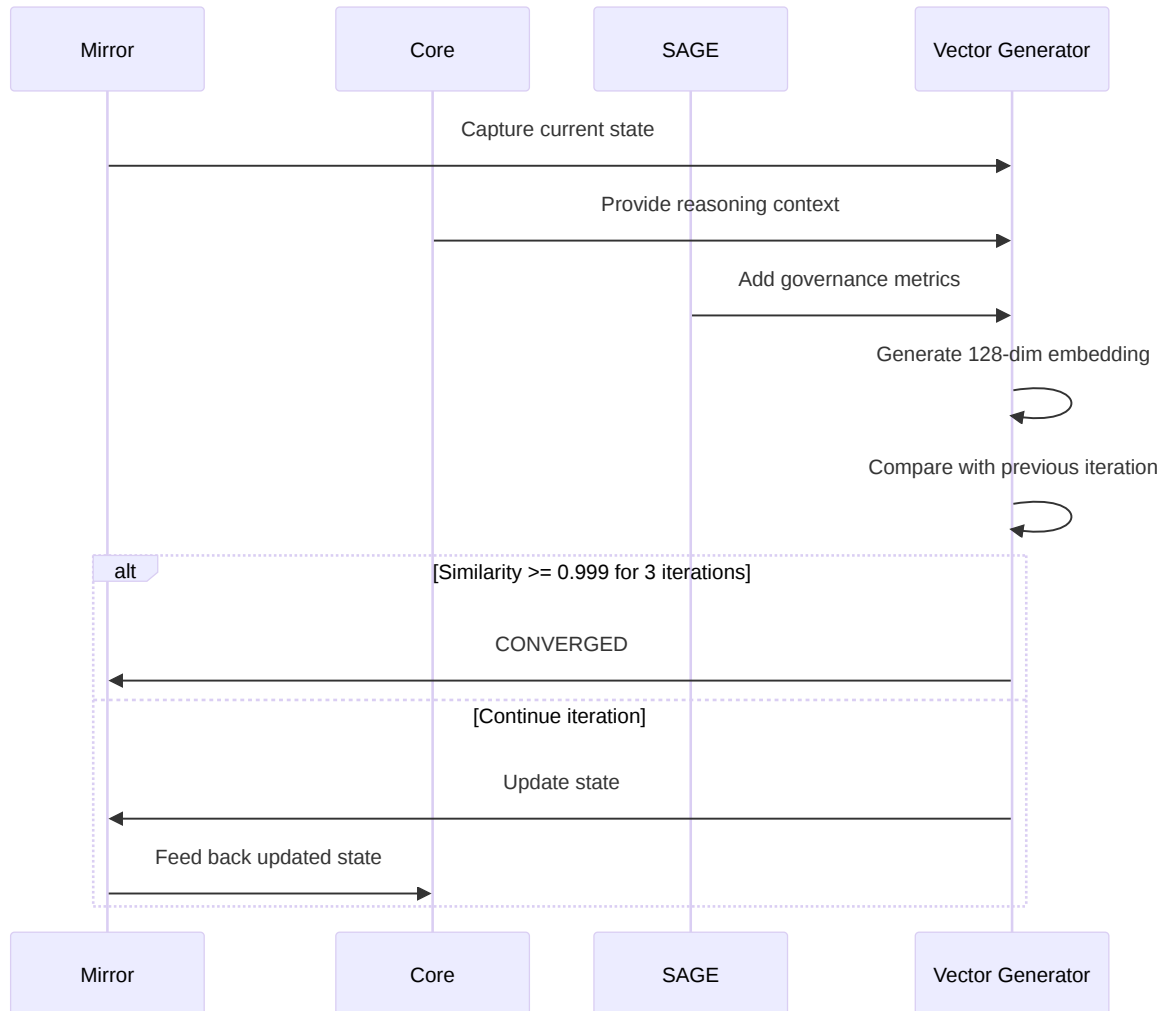 Mirror
Core
SAGE
Vector Generator
Capture current state
Provide reasoning context
Add governance metrics
Generate 128-dim embedding
Compare with previous iteration
alt
[Similarity >= 0.999 for 3 iterations]
CONVERGED
[Continue iteration]
Update state
Feed back updated state
Mirror
Core
SAGE
Vector Generator